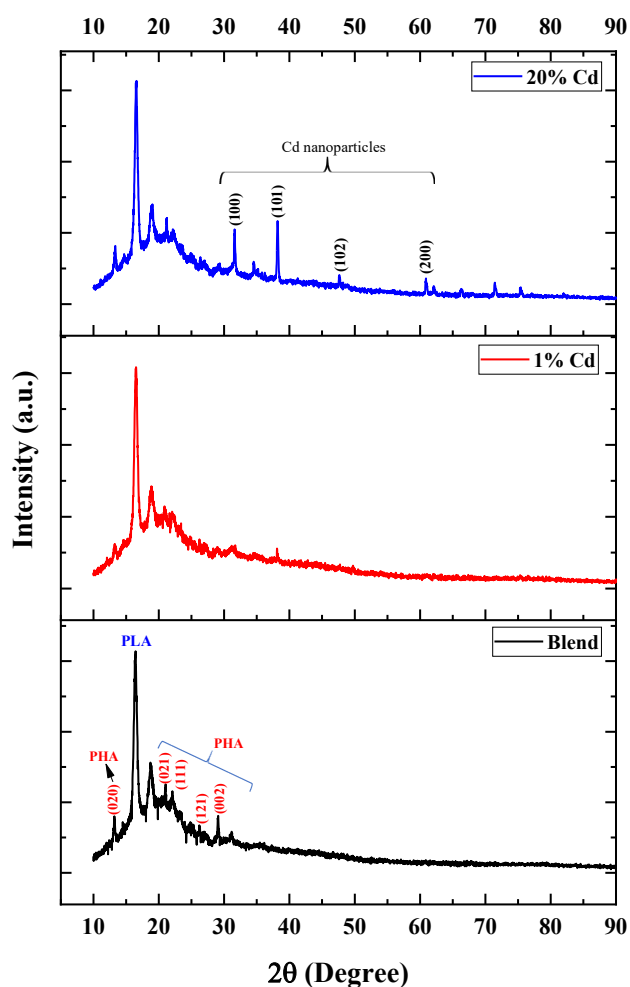 10 20 30 40 50 60 70 80 90
20% Cd
Cd nanoparticles
(100)
(101)
(102)
(200)
1% Cd
Intensity (a.u.)
Blend
PLA
PHA
PHA
(020)
(021)
(111)
(121)
(002)
10 20 30 40 50 60 70 80 90
2θ (Degree)